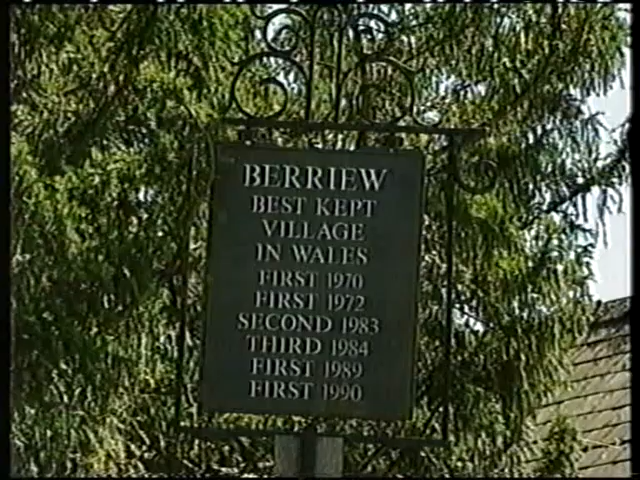 BERRIEW
BEST KEPT
VILLAGE
IN WALES
FIRST 1970
FIRST 1972
SECOND 1983
THIRD 1984
FIRST 1989
FIRST 1990